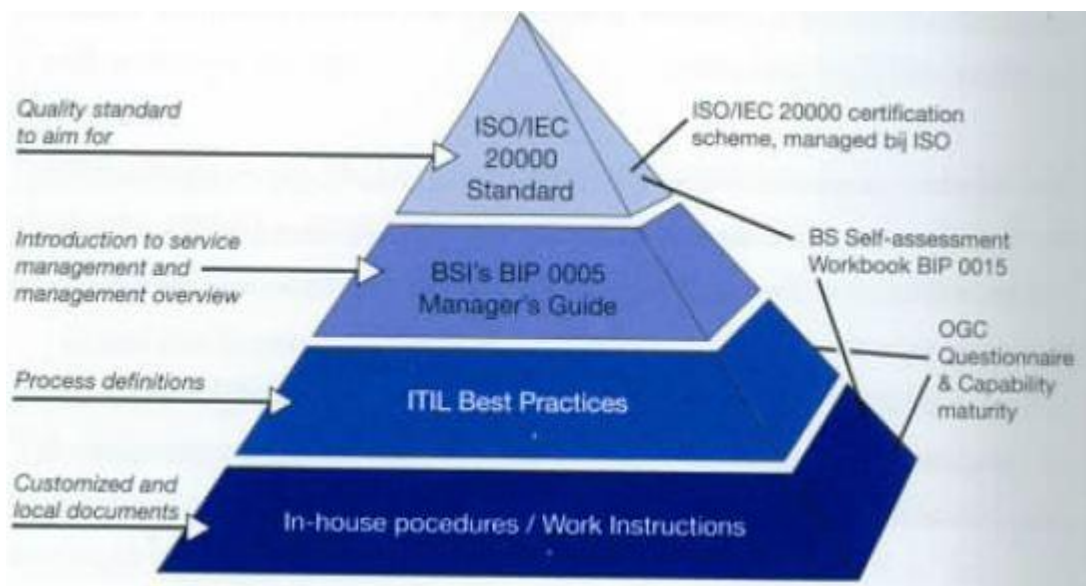 Quality standard
to aim for
ISO/IEC
20000
Standard
ISO/IEC 20000 certification
scheme, managed bij ISO
Introduction to service
management and
management overview
BSI's BIP 0005
Manager's Guide
BS Self-assessment
Workbook BIP 0015
Process definitions
ITIL Best Practices
OGC
Questionnaire
& Capability
maturity
Customized and
local documents
In-house pocedures / Work Instructions